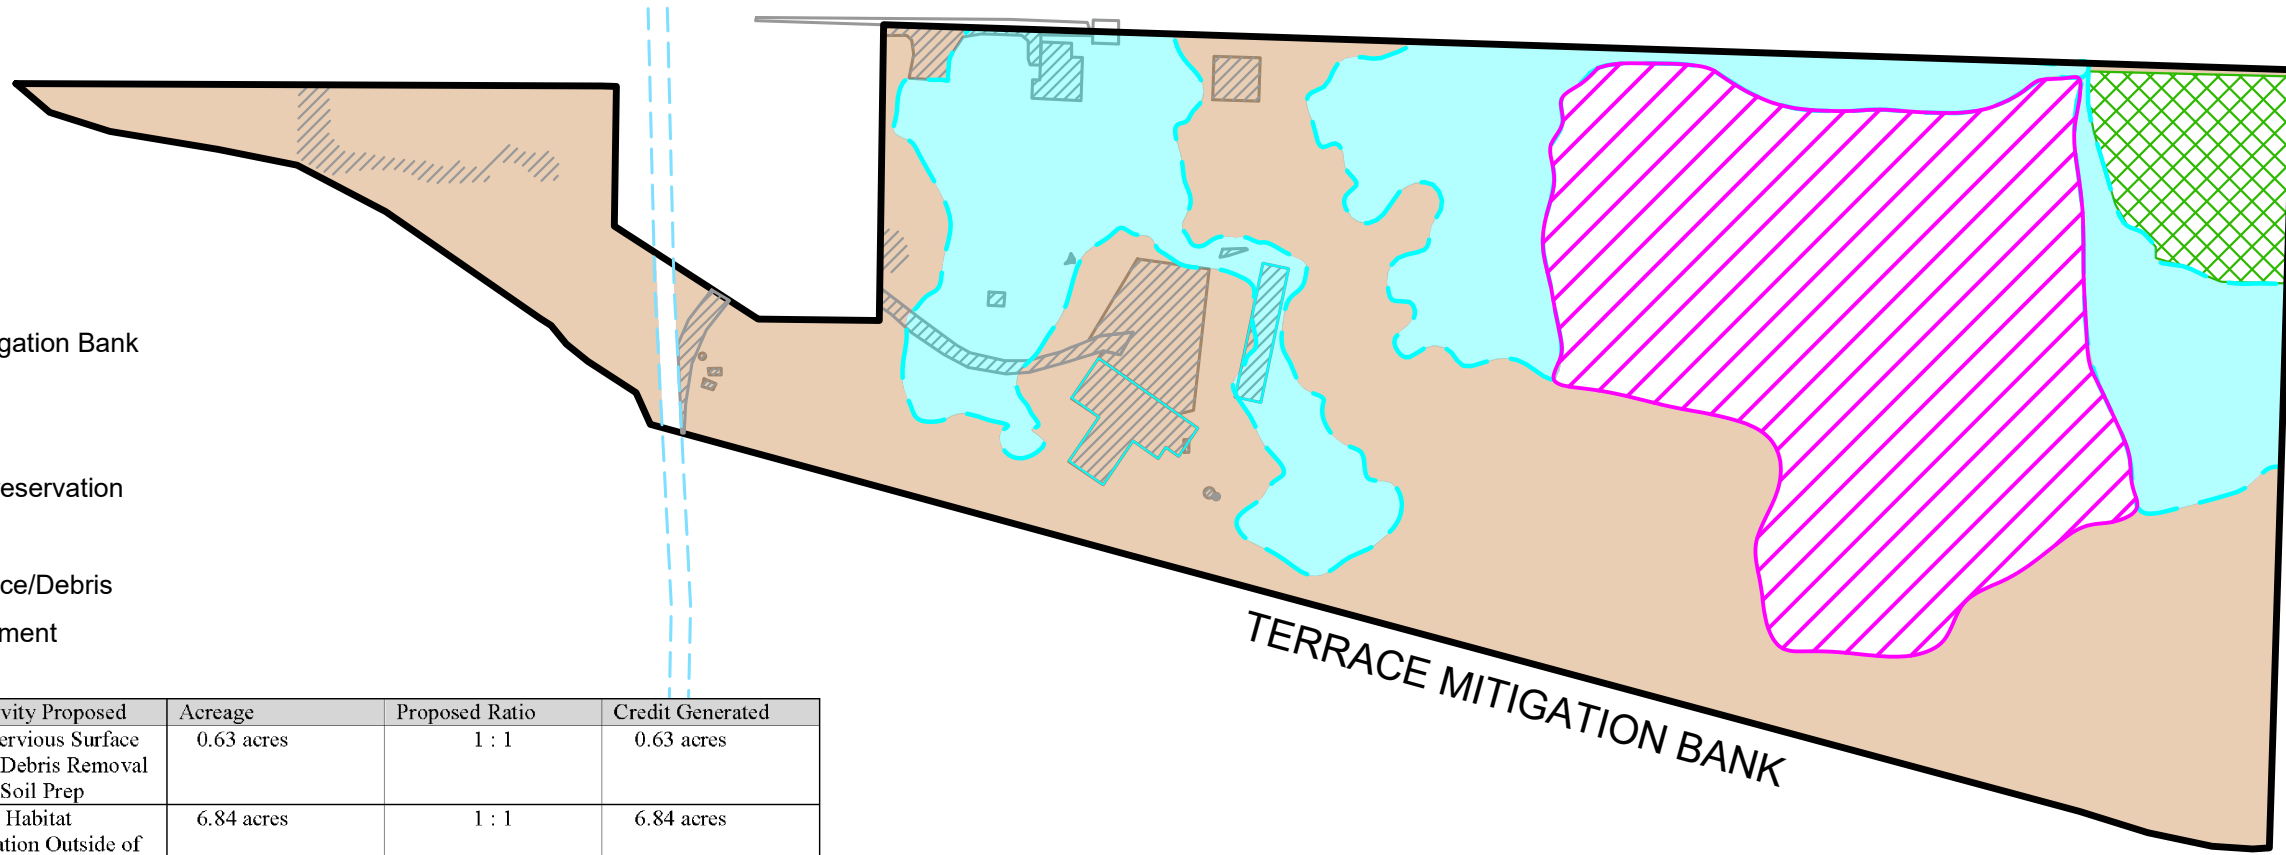 gation Bank
reservation
ce/Debris
ment
TERRACE MITIGATION BANK
vity Proposed Acreage Proposed Ratio Credit Generated
ervious Surface 0.63 acres 1 : 1 0.63 acres
Debris Removal
Soil Prep
Habitat 6.84 acres 1 : 1 6.84 acres
ation Outside of